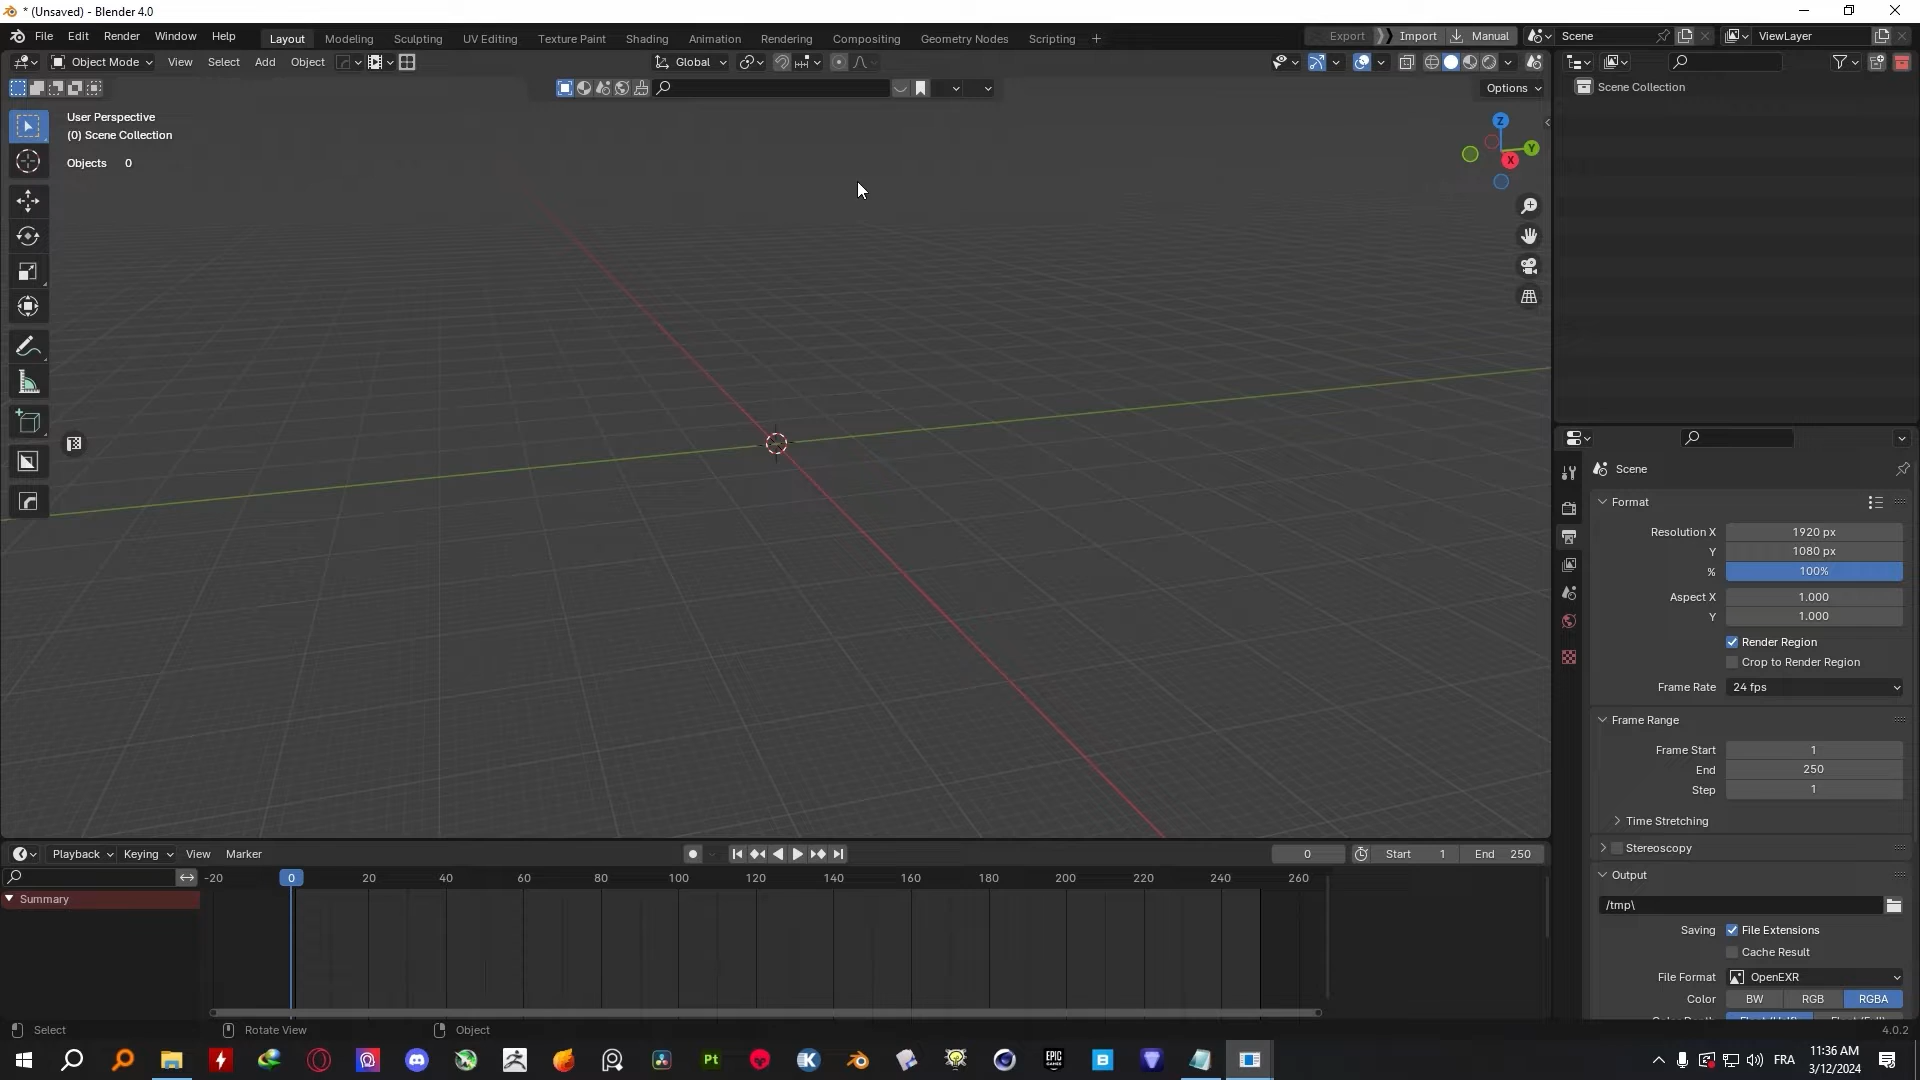 * (Unsaved) - Blender 4.0
File Edit Render Window Help
Layout Modeling Sculpting UV Editing Texture Paint Shading Animation Rendering Compositing Geometry Nodes Scripting +
Export Import Manual Scene ViewLayer
Object Mode View Select Add Object Global
Options
User Perspective
(0) Scene Collection
Objects 0
Z
Y
X
Scene Collection
Scene
Format
Resolution X 1920 px
Y 1080 px
% 100%
Aspect X 1.000
Y 1.000
Render Region
Crop to Render Region
Frame Rate 24 fps
Frame Range
Frame Start 1
End 250
Step 1
Time Stretching
Stereoscopy
Output
/tmp\
Saving File Extensions
Cache Result
File Format OpenEXR
Color BW RGB RGBA
Playback Keying View Marker
0 Start 1 End 250
-20 0 20 40 60 80 100 120 140 160 180 200 220 240 260
Summary
Select Rotate View Object
4.0.2
Pt K EPIC GAMES B
FRA
11:36 AM
3/12/2024